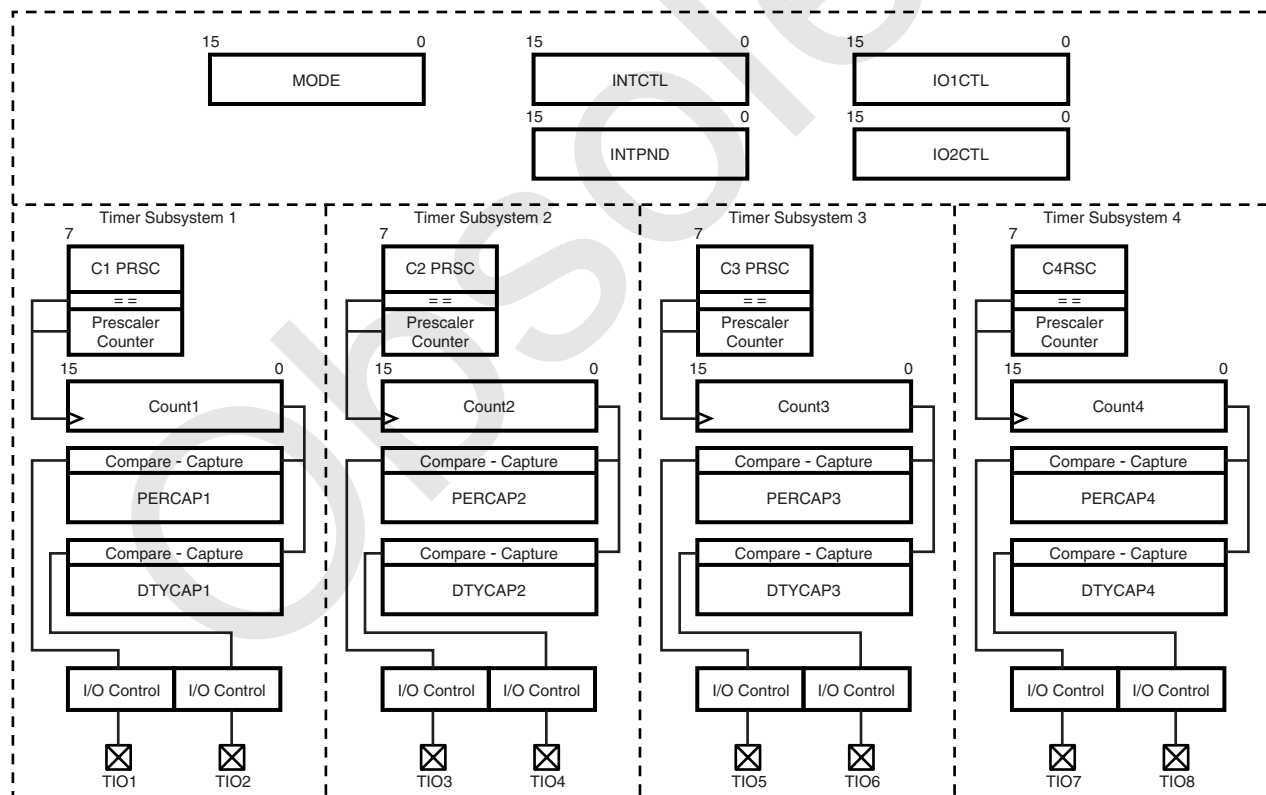 15 0 15 0 15 0
MODE INTCTL IO1CTL
15 0 15 0
INTPND IO2CTL
Timer Subsystem 1 Timer Subsystem 2 Timer Subsystem 3 Timer Subsystem 4
7 7 7 7
C1 PRSC C2 PRSC C3 PRSC C4RSC
= = = = = = = =
Prescaler Prescaler Prescaler Prescaler
Counter Counter Counter Counter
15 0 15 0 15 0 15 0
Count1 Count2 Count3 Count4
Compare - Capture Compare - Capture Compare - Capture Compare - Capture
PERCAP1 PERCAP2 PERCAP3 PERCAP4
Compare - Capture Compare - Capture Compare - Capture Compare - Capture
DTYCAP1 DTYCAP2 DTYCAP3 DTYCAP4
I/O Control I/O Control I/O Control I/O Control I/O Control I/O Control I/O Control I/O Control
TIO1 TIO2 TIO3 TIO4 TIO5 TIO6 TIO7 TIO8
Obsole